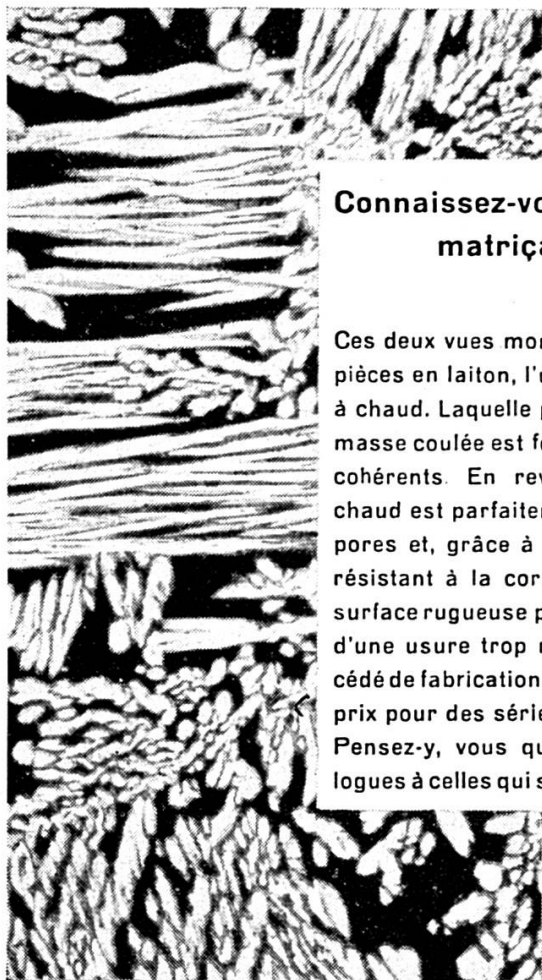 Connaissez-vo
matriça
Ces deux vues mon
pièces en laiton, l'u
à chaud. Laquelle p
masse coulée est fo
cohérents. En rev
chaud est parfaiter
pores et, grâce à
résistant à la cor
surface rugueuse p
d'une usure trop r
cédé de fabrication
prix pour des série
Pensez-y, vous qu
logues à celles qui s